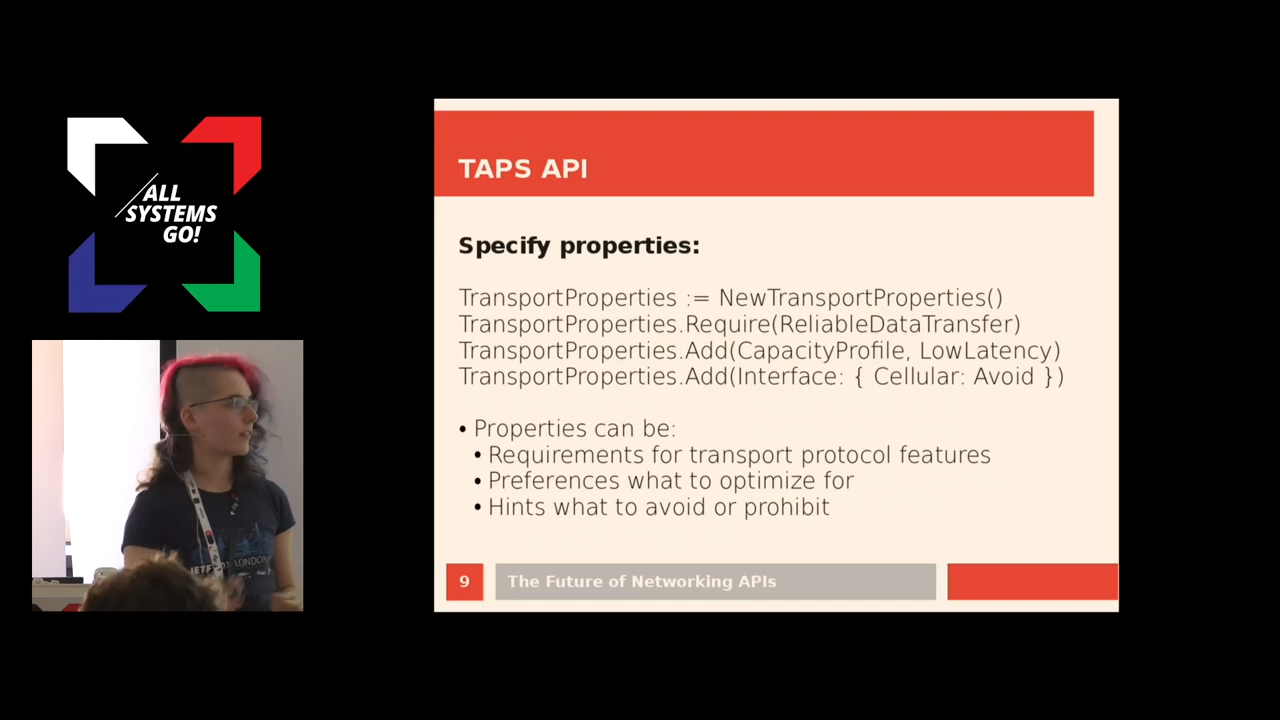 ALL
SYSTEMS
GO!
TAPS API
Specify properties:
TransportProperties := NewTransportProperties()
TransportProperties.Require(ReliableDataTransfer)
TransportProperties.Add(CapacityProfile, LowLatency)
TransportProperties.Add(Interface: { Cellular: Avoid })
• Properties can be:
• Requirements for transport protocol features
• Preferences what to optimize for
• Hints what to avoid or prohibit
9
The Future of Networking APIs
LONDON